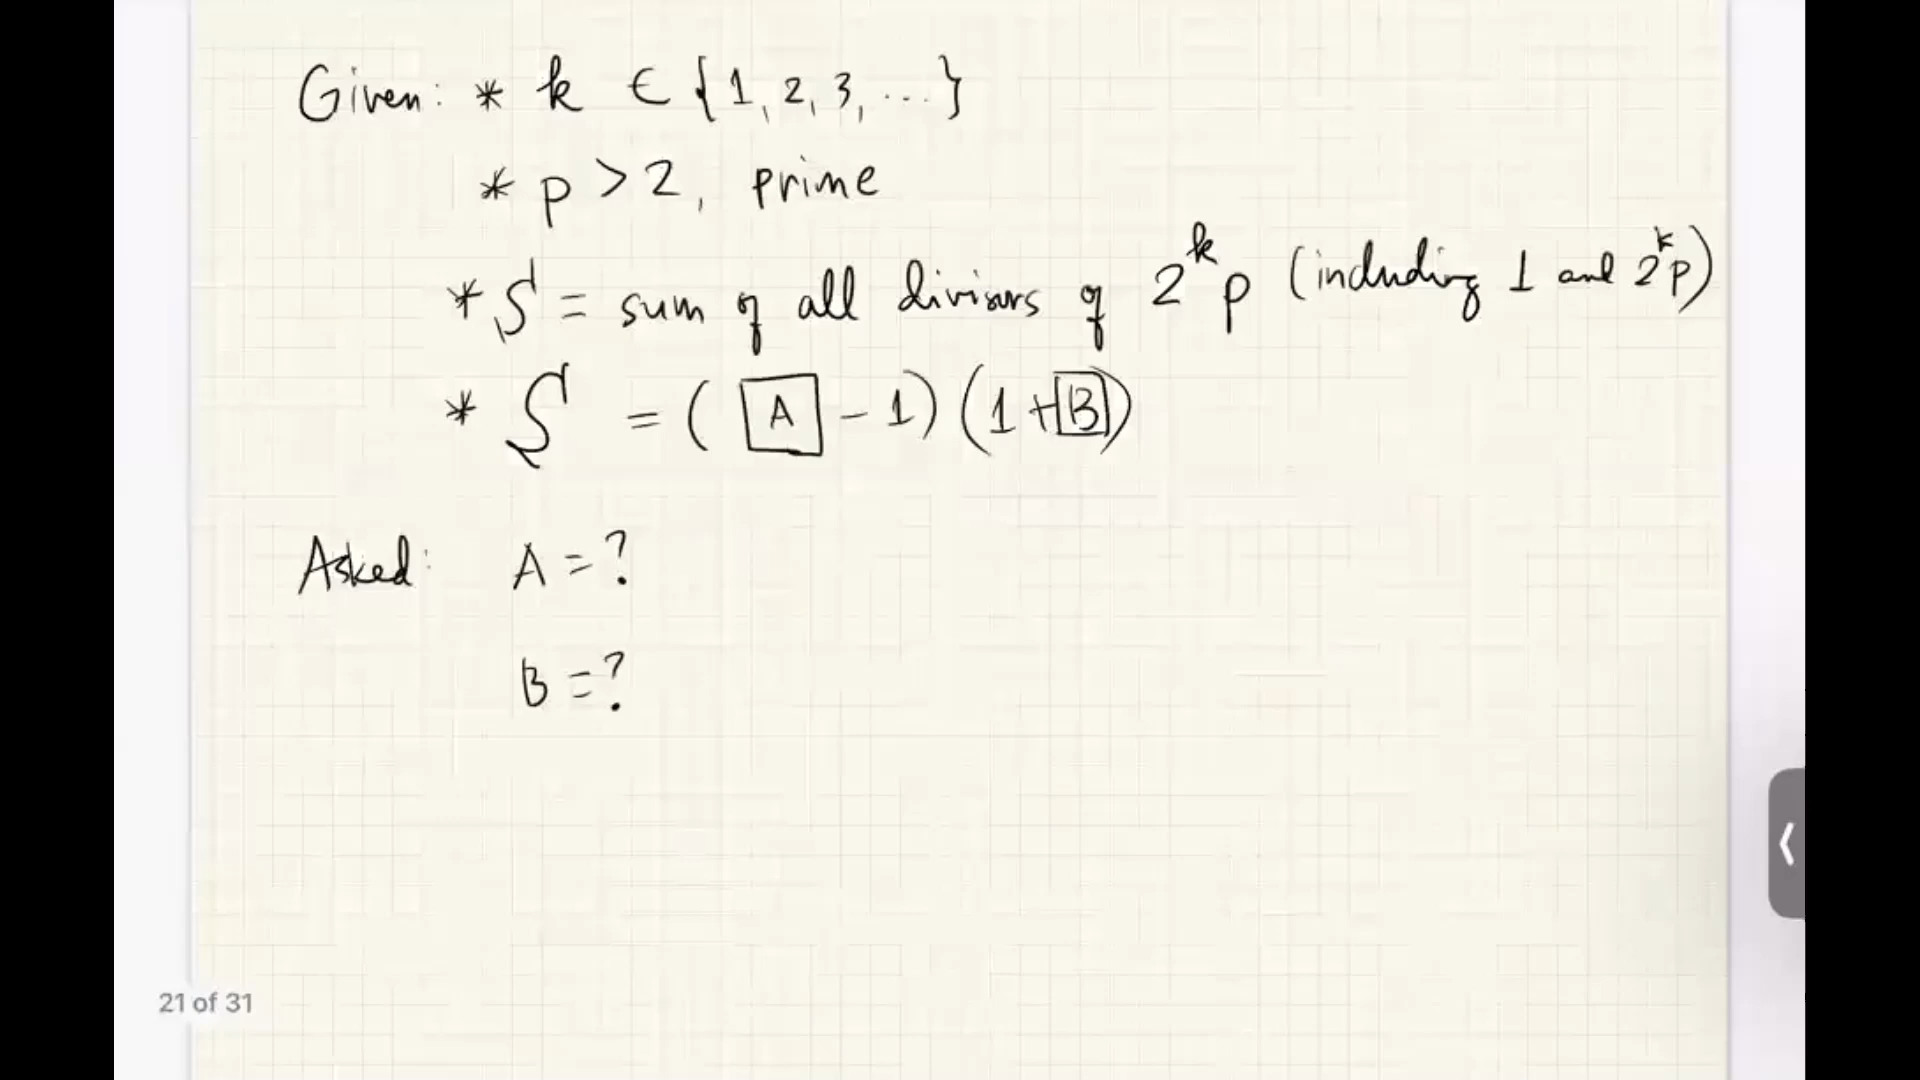 Given: * k ∈ {1, 2, 3, ...}
* p > 2, prime
* S = sum of all divisors of 2^k p (including 1 and 2^k p)
* S = (A - 1)(1 + B)
Asked: A = ?
B = ?
21 of 31